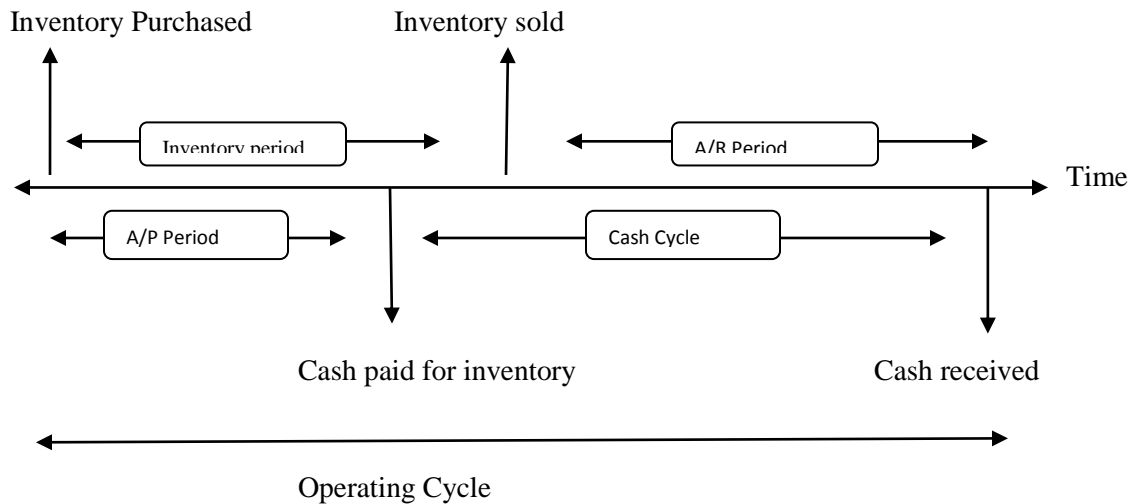 Inventory Purchased
Inventory sold
Inventory period
A/R Period
Time
A/P Period
Cash Cycle
Cash paid for inventory
Cash received
Operating Cycle